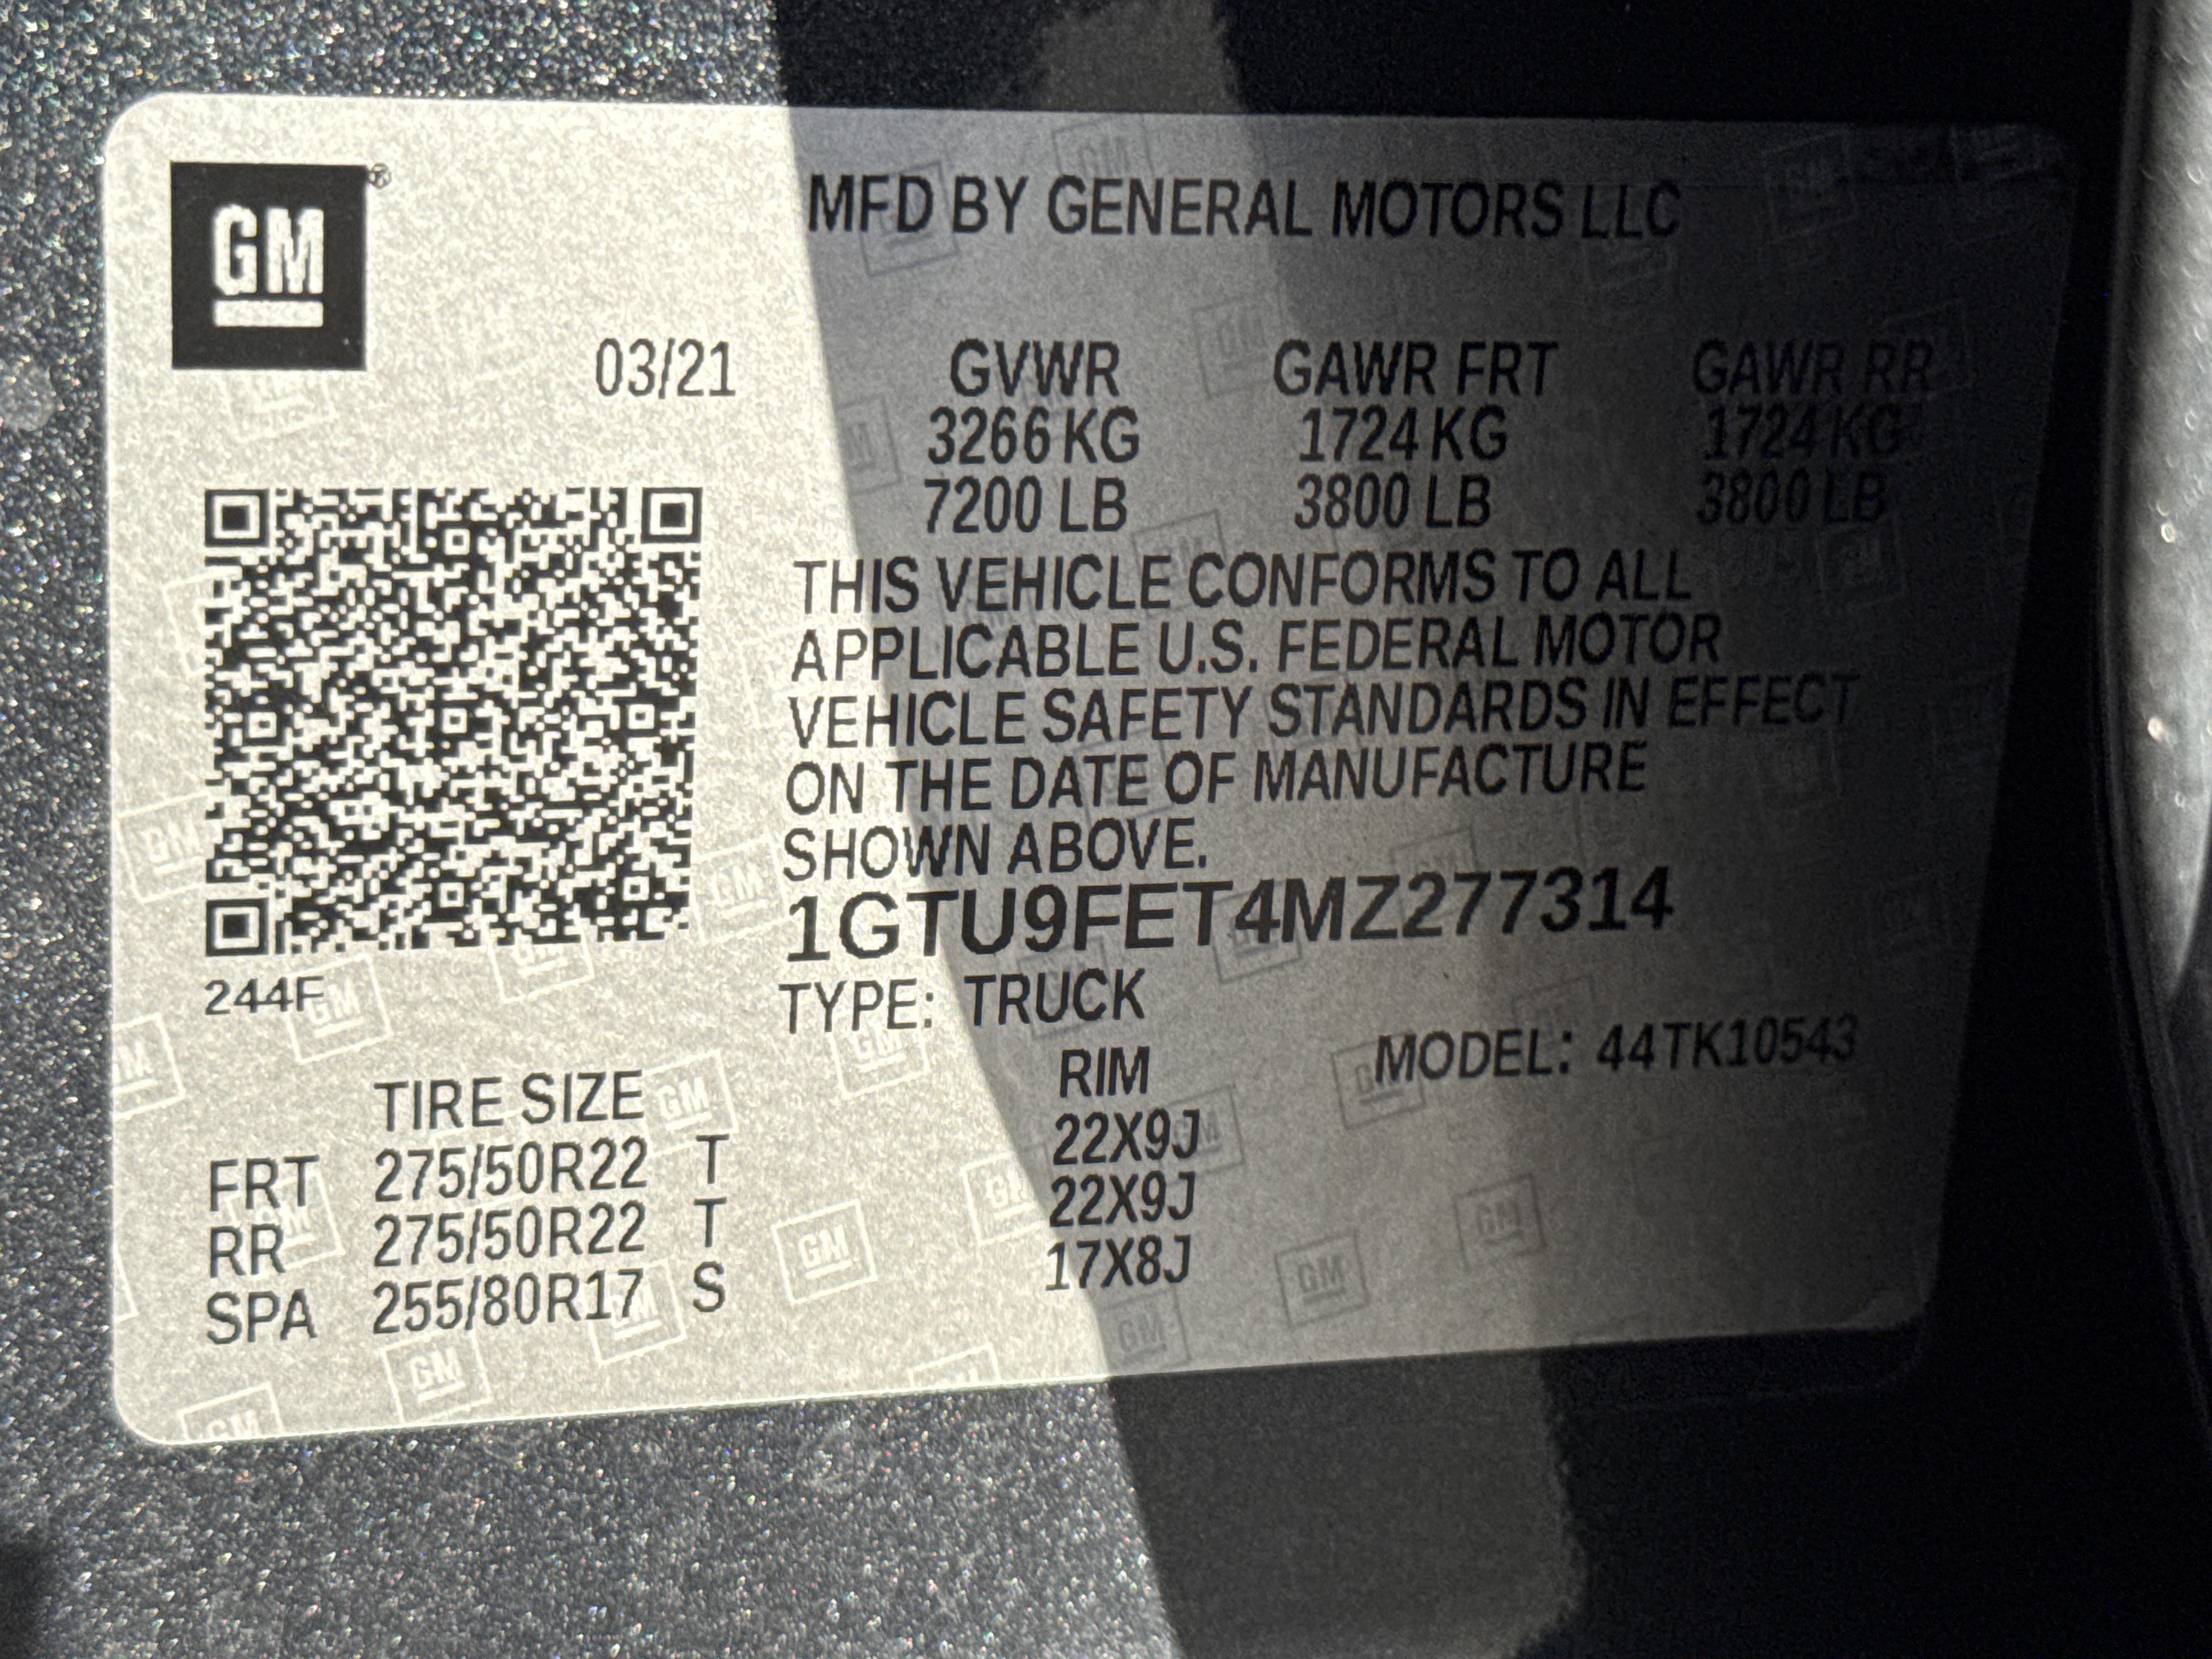 GM®
MFD BY GENERAL MOTORS LLC
03/21
GVWR GAWR FRT GAWR RR
3266 KG 1724 KG 1724 KG
7200 LB 3800 LB 3800 LB
THIS VEHICLE CONFORMS TO ALL
APPLICABLE U.S. FEDERAL MOTOR
VEHICLE SAFETY STANDARDS IN EFFECT
ON THE DATE OF MANUFACTURE
SHOWN ABOVE.
1GTU9FET4MZ277314
244F
TYPE: TRUCK
MODEL: 44TK10543
TIRE SIZE RIM
FRT 275/50R22 T 22X9J
RR 275/50R22 T 22X9J
SPA 255/80R17 S 17X8J